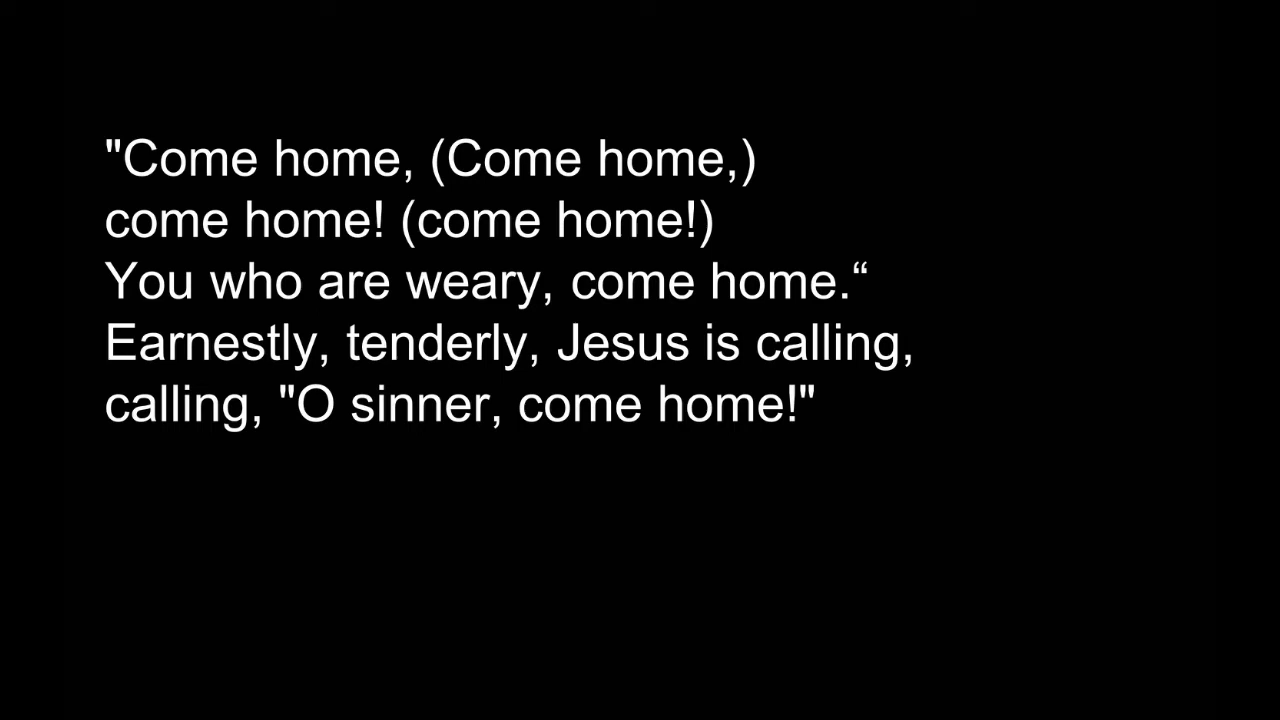 "Come home, (Come home,)
come home! (come home!)
You who are weary, come home.“
Earnestly, tenderly, Jesus is calling,
calling, "O sinner, come home!"